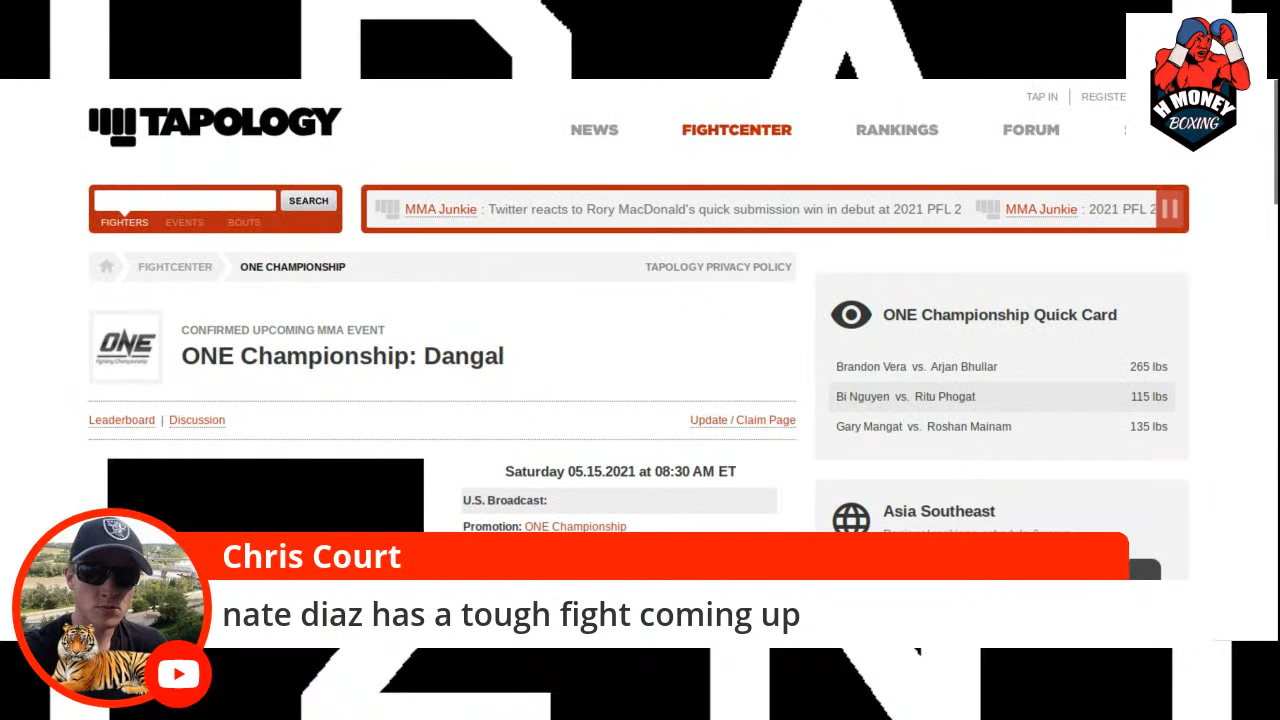 H MONEY
BOXING
TAP IN
REGISTE
TAPOLOGY
NEWS
FIGHTCENTER
RANKINGS
FORUM
SEARCH
FIGHTERS
EVENTS
BOUTS
MMA Junkie : Twitter reacts to Rory MacDonald's quick submission win in debut at 2021 PFL 2
MMA Junkie : 2021 PFL 2
FIGHTCENTER
ONE CHAMPIONSHIP
TAPOLOGY PRIVACY POLICY
ONE
Fighting Championship
CONFIRMED UPCOMING MMA EVENT
ONE Championship: Dangal
Leaderboard | Discussion
Update / Claim Page
Saturday 05.15.2021 at 08:30 AM ET
U.S. Broadcast:
Promotion: ONE Championship
ONE Championship Quick Card
Brandon Vera vs. Arjan Bhullar 265 lbs
Bi Nguyen vs. Ritu Phogat 115 lbs
Gary Mangat vs. Roshan Mainam 135 lbs
Asia Southeast
Chris Court
nate diaz has a tough fight coming up